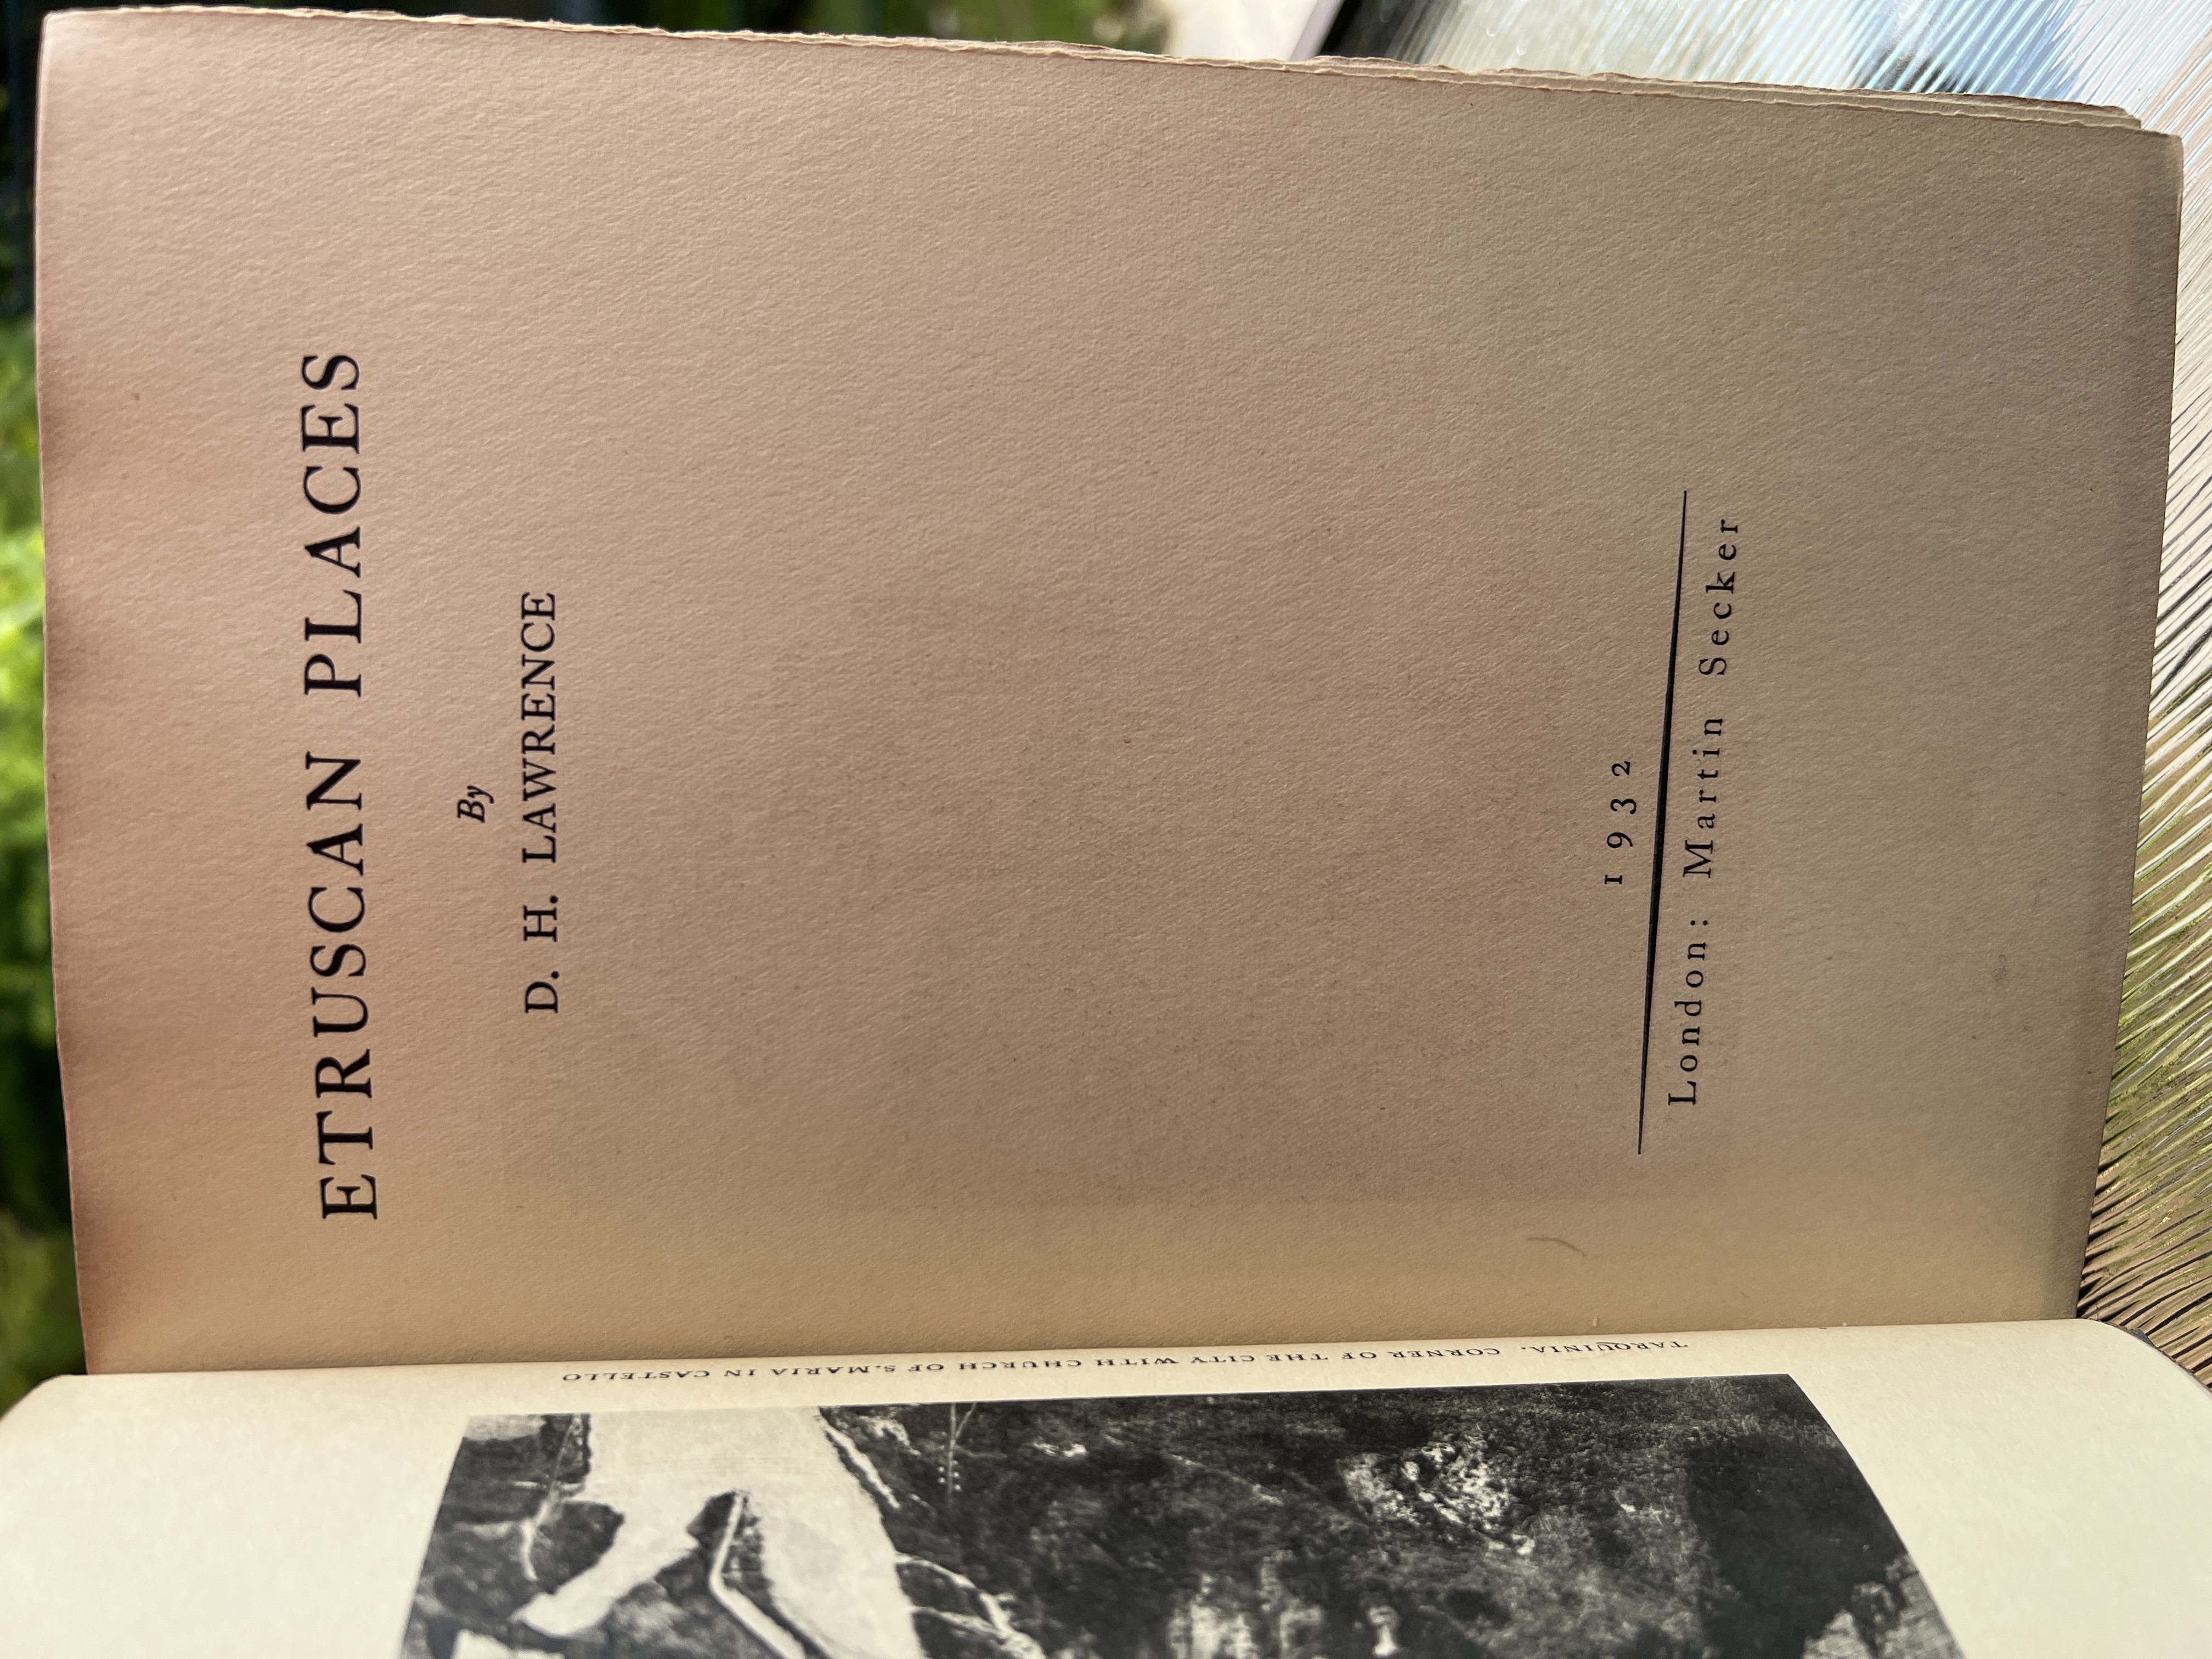 ETRUSCAN PLACES
By
D. H. LAWRENCE
1932
London: Martin Secker
TARQUINIA. CORNER OF THE CITY WITH CHURCH OF S. MARIA IN CASTELLO